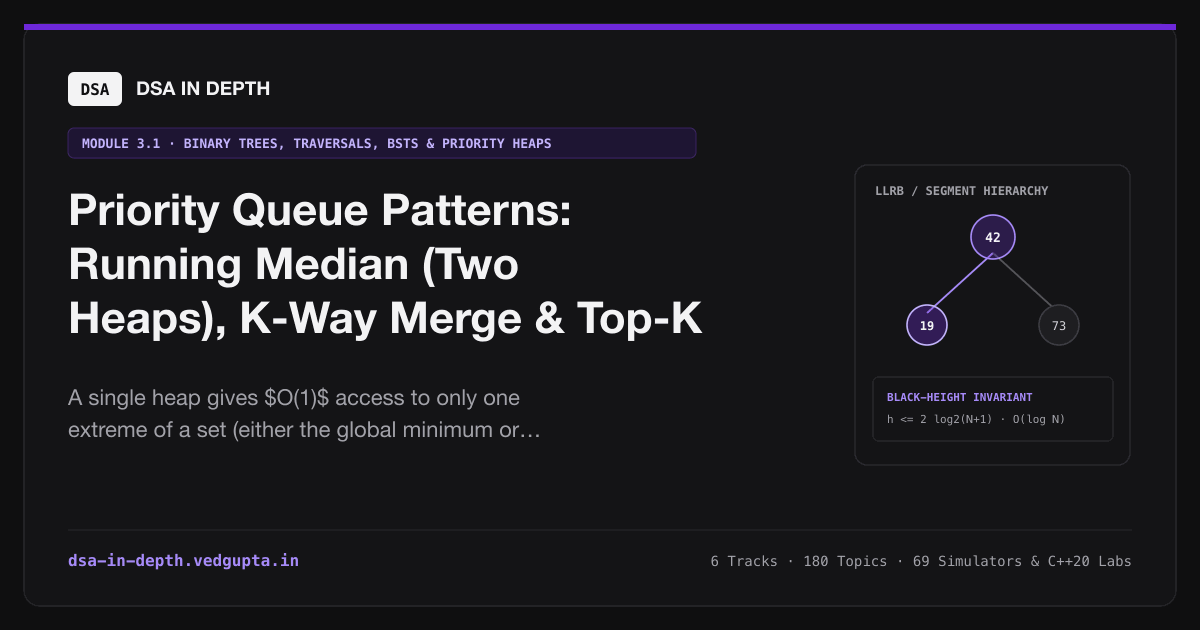 DSA DSA IN DEPTH
MODULE 3.1 · BINARY TREES, TRAVERSALS, BSTS & PRIORITY HEAPS
Priority Queue Patterns:
Running Median (Two
Heaps), K-Way Merge & Top-K
A single heap gives $O(1)$ access to only one
extreme of a set (either the global minimum or...
LLRB / SEGMENT HIERARCHY
42
19 73
BLACK-HEIGHT INVARIANT
h <= 2 log2(N+1) · O(log N)
dsa-in-depth.vedgupta.in
6 Tracks · 180 Topics · 69 Simulators & C++20 Labs